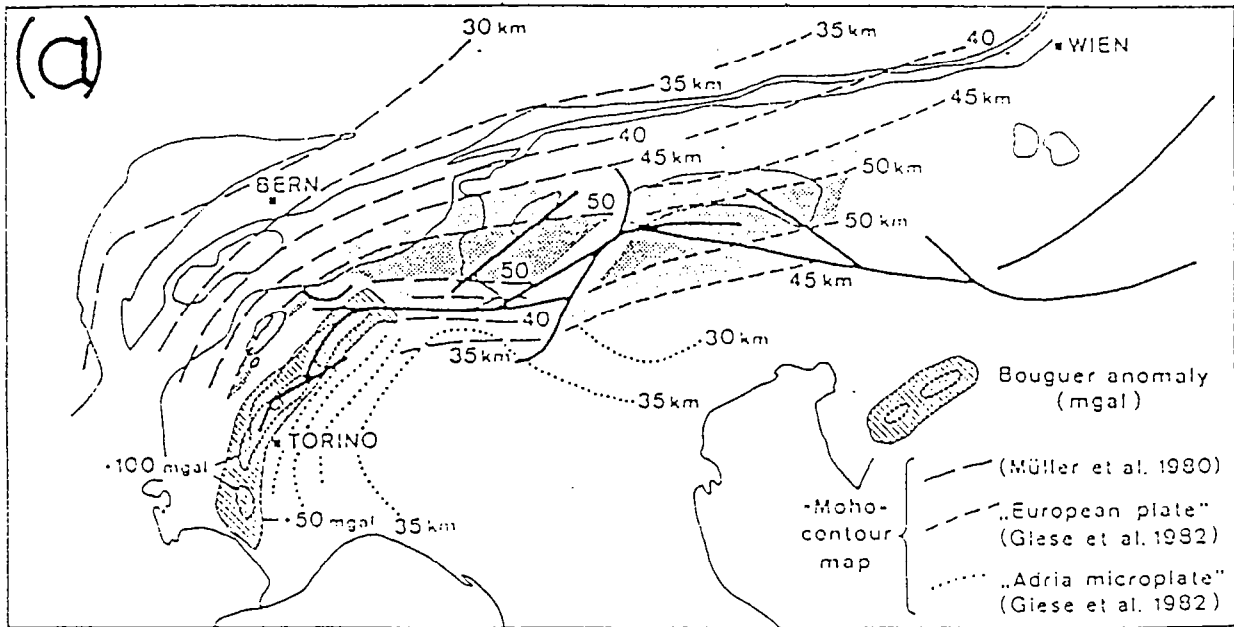 (a)
30 km
35 km
40
WIEN
35 km
45 km
40
45 km
BERN
50 km
50
50 km
50
45 km
40
30 km
35 km
35 km
TORINO
+100 mgal
+50 mgal
35 km
Bouguer anomaly
(mgal)
-Moho-
contour
map
(Müller et al. 1980)
„European plate"
(Giese et al. 1982)
„Adria microplate"
(Giese et al. 1982)